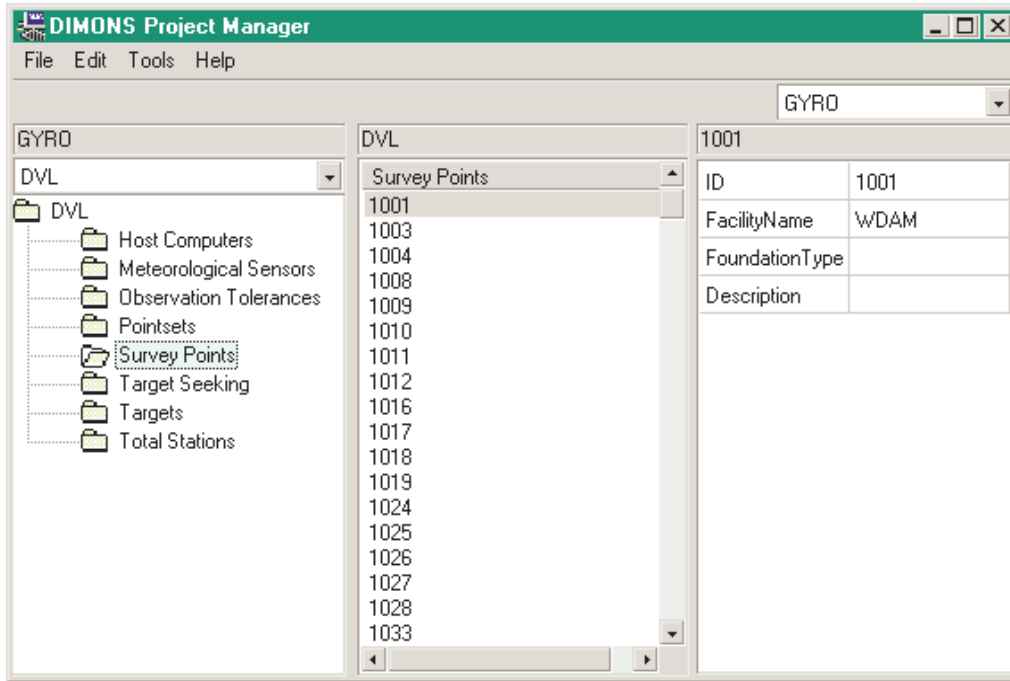 DIMONS Project Manager
File Edit Tools Help
GYRO
GYRO
DVL
DVL
Host Computers
Meteorological Sensors
Observation Tolerances
Pointsets
Survey Points
Target Seeking
Targets
Total Stations
DVL
Survey Points
1001
1003
1004
1008
1009
1010
1011
1012
1016
1017
1018
1019
1024
1025
1026
1027
1028
1033
1001
ID 1001
FacilityName WDAM
FoundationType
Description